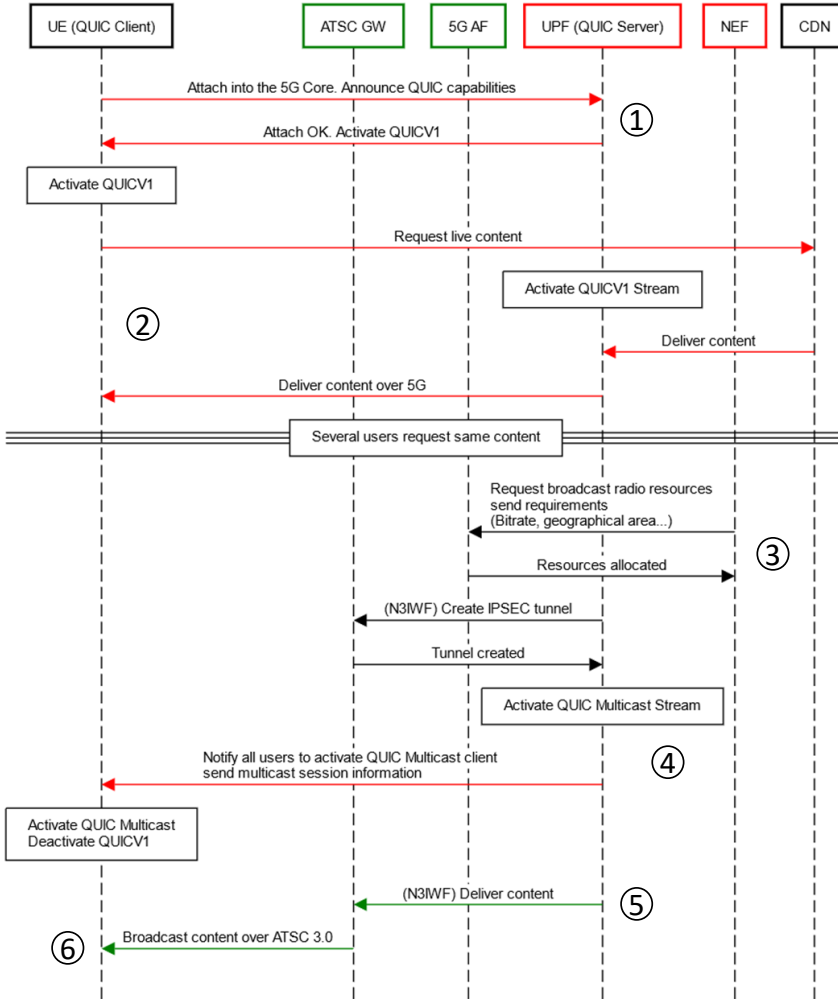 UE (QUIC Client)
ATSC GW
5G AF
UPF (QUIC Server)
NEF
CDN
Attach into the 5G Core. Announce QUIC capabilities
①
Attach OK. Activate QUICV1
Activate QUICV1
Request live content
Activate QUICV1 Stream
②
Deliver content
Deliver content over 5G
Several users request same content
Request broadcast radio resources
send requirements
(Bitrate, geographical area...)
③
Resources allocated
(N3IWF) Create IPSEC tunnel
Tunnel created
Activate QUIC Multicast Stream
Notify all users to activate QUIC Multicast client
send multicast session information
④
Activate QUIC Multicast
Deactivate QUICV1
(N3IWF) Deliver content
⑤
Broadcast content over ATSC 3.0
⑥